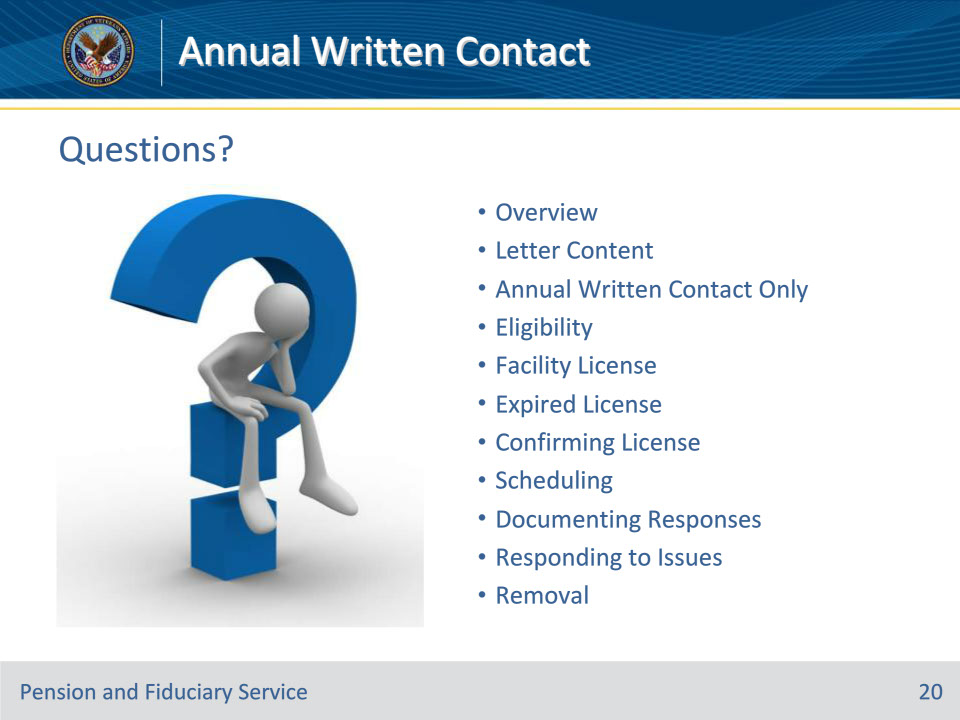 DEPARTMENT OF VETERANS AFFAIRS
UNITED STATES OF AMERICA
Annual Written Contact
Questions?
• Overview
• Letter Content
• Annual Written Contact Only
• Eligibility
• Facility License
• Expired License
• Confirming License
• Scheduling
• Documenting Responses
• Responding to Issues
• Removal
Pension and Fiduciary Service
20